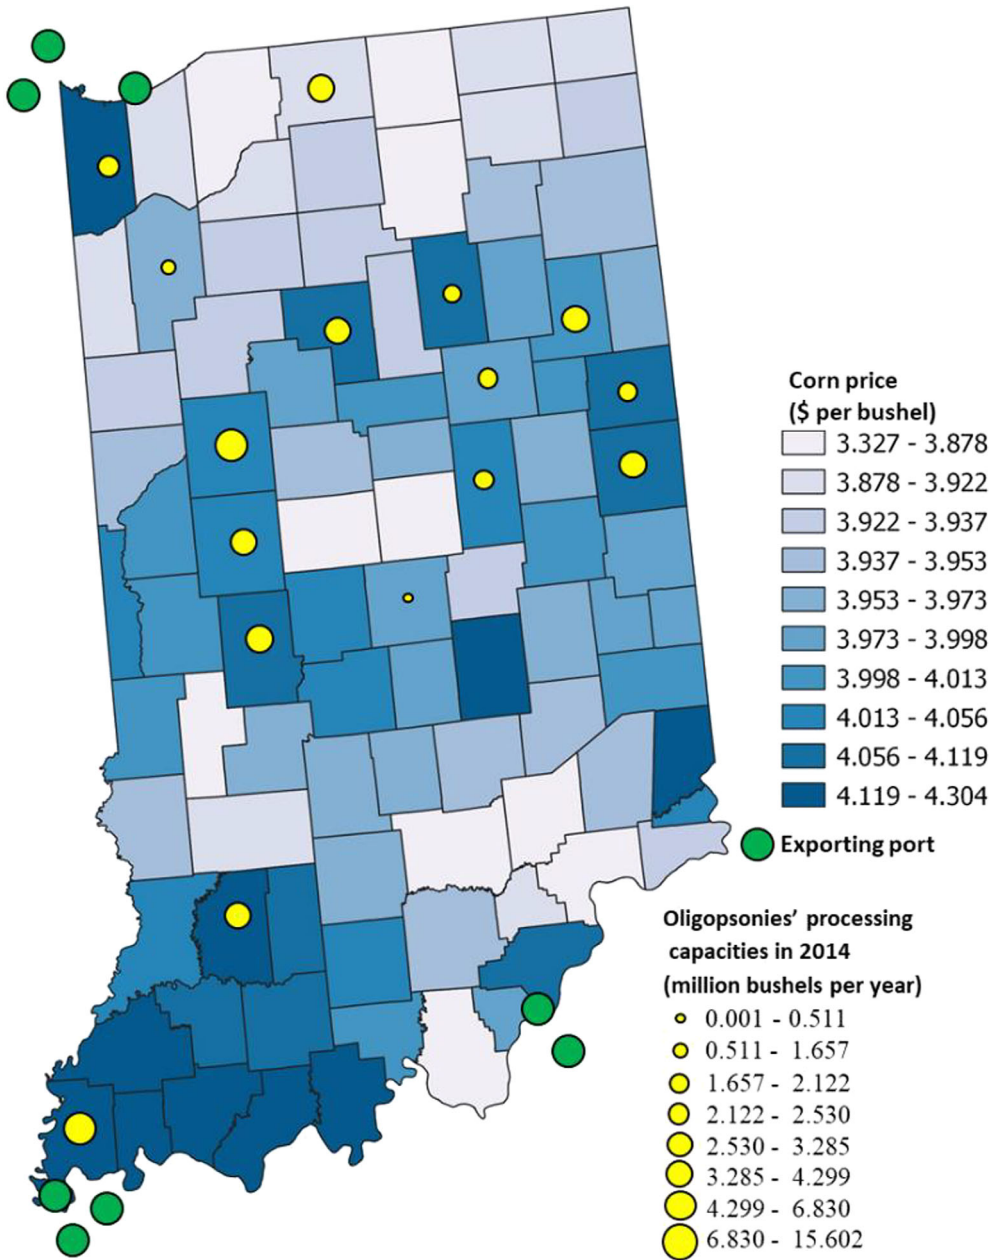 Corn price
($ per bushel)
3.327 - 3.878
3.878 - 3.922
3.922 - 3.937
3.937 - 3.953
3.953 - 3.973
3.973 - 3.998
3.998 - 4.013
4.013 - 4.056
4.056 - 4.119
4.119 - 4.304
Exporting port
Oligopsonies’ processing
capacities in 2014
(million bushels per year)
0.001 - 0.511
0.511 - 1.657
1.657 - 2.122
2.122 - 2.530
2.530 - 3.285
3.285 - 4.299
4.299 - 6.830
6.830 - 15.602